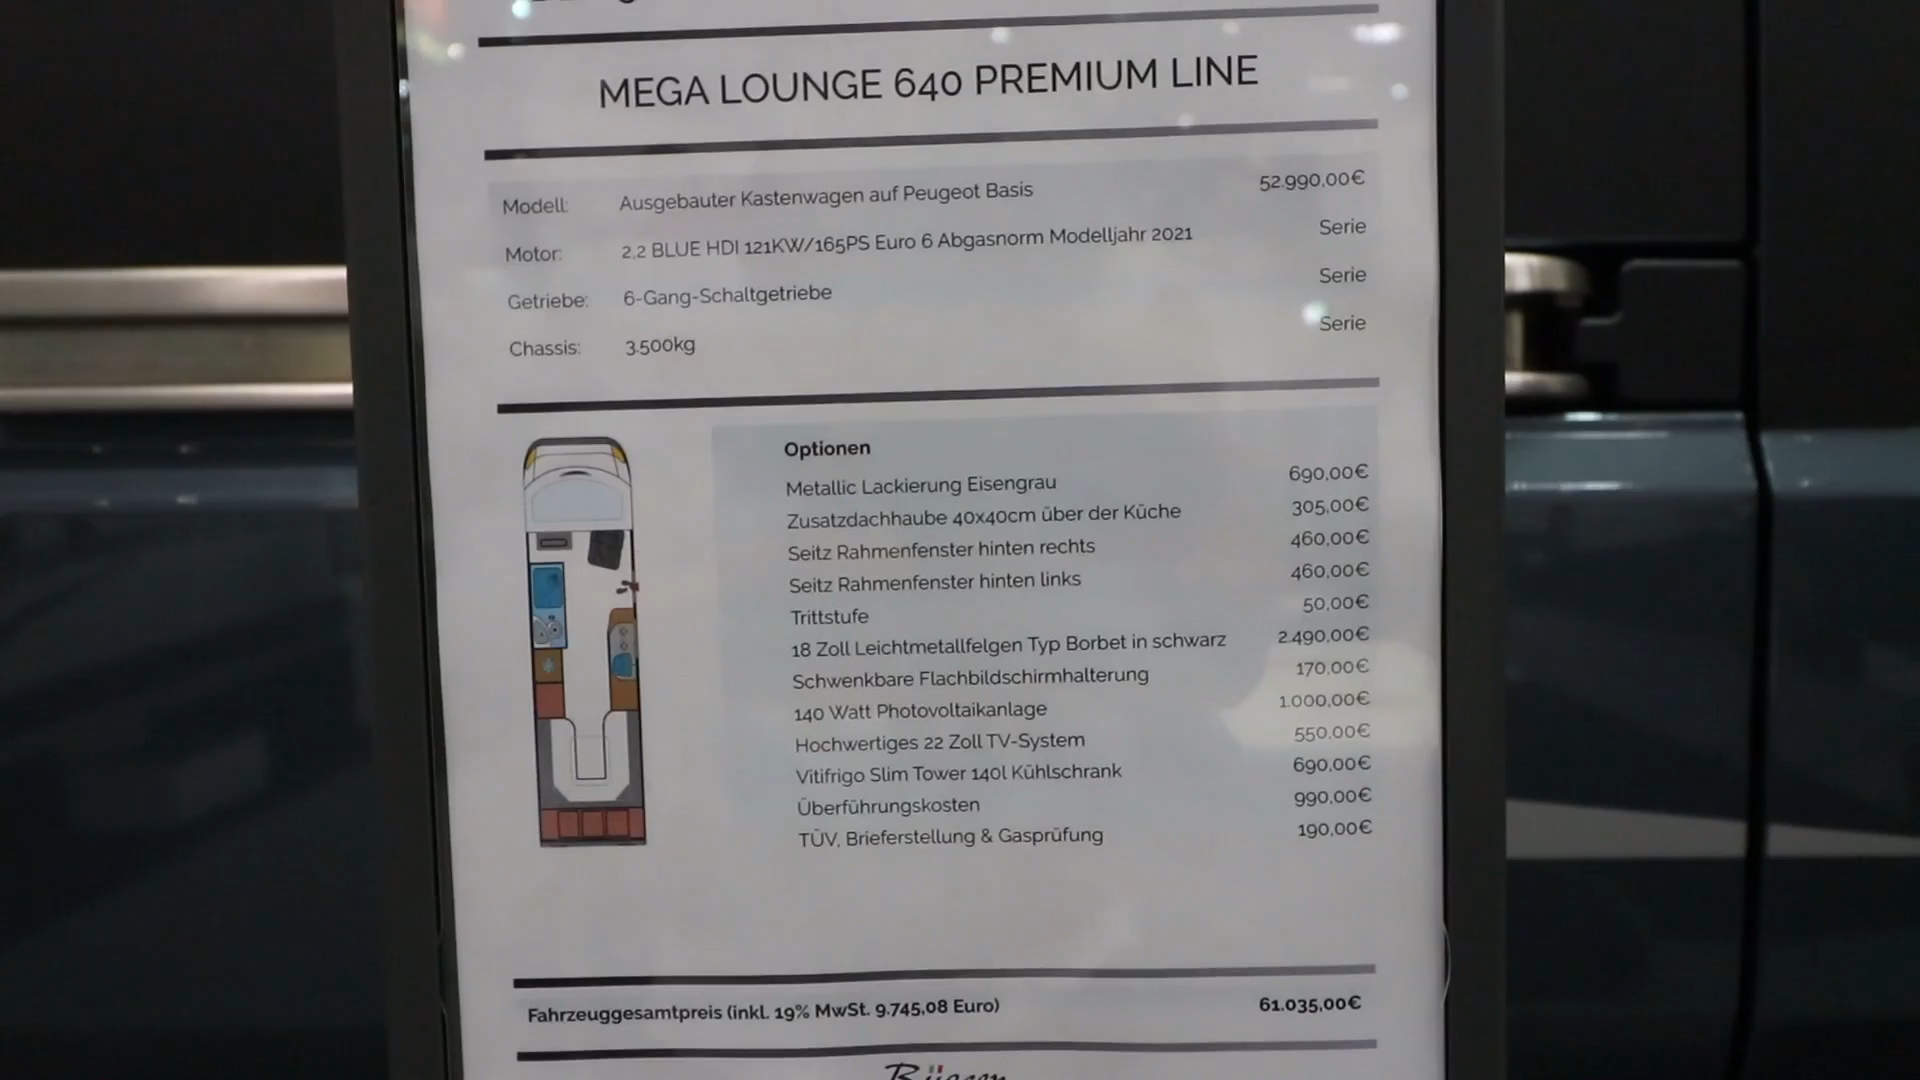 MEGA LOUNGE 640 PREMIUM LINE
Modell: Ausgebauter Kastenwagen auf Peugeot Basis 52.990,00€
Motor: 2,2 BLUE HDI 121KW/165PS Euro 6 Abgasnorm Modelljahr 2021 Serie
Getriebe: 6-Gang-Schaltgetriebe Serie
Chassis: 3.500kg Serie
Optionen
Metallic Lackierung Eisengrau 690,00€
Zusatzdachhaube 40x40cm über der Küche 305,00€
Seitz Rahmenfenster hinten rechts 460,00€
Seitz Rahmenfenster hinten links 460,00€
Trittstufe 50,00€
18 Zoll Leichtmetallfelgen Typ Borbet in schwarz 2.490,00€
Schwenkbare Flachbildschirmhalterung 170,00€
140 Watt Photovoltaikanlage 1.000,00€
Hochwertiges 22 Zoll TV-System 550,00€
Vitifrigo Slim Tower 140l Kühlschrank 690,00€
Überführungskosten 990,00€
TÜV, Brieferstellung & Gasprüfung 190,00€
Fahrzeuggesamtpreis (inkl. 19% MwSt. 9.745,08 Euro) 61.035,00€